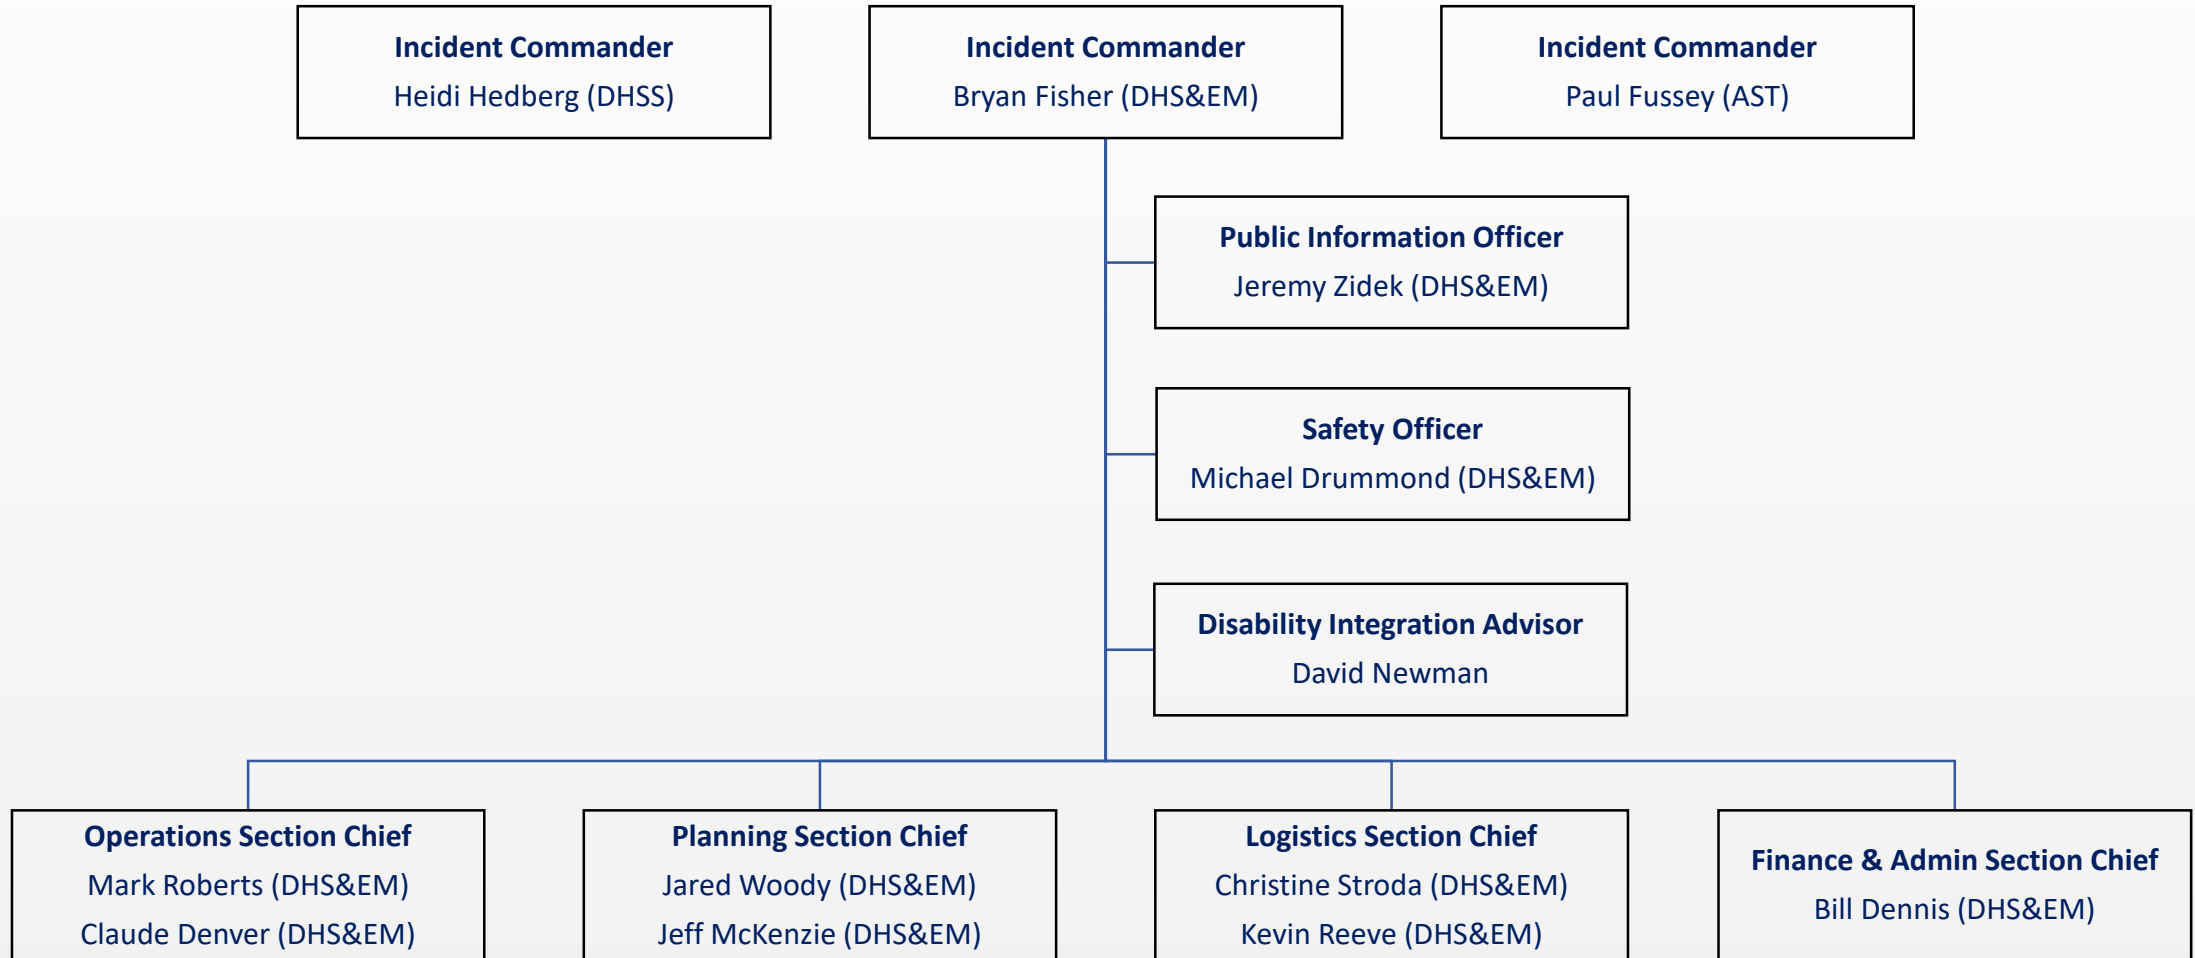 Incident Commander
Heidi Hedberg (DHSS)
Incident Commander
Bryan Fisher (DHS&EM)
Incident Commander
Paul Fussey (AST)
Public Information Officer
Jeremy Zidek (DHS&EM)
Safety Officer
Michael Drummond (DHS&EM)
Disability Integration Advisor
David Newman
Operations Section Chief
Mark Roberts (DHS&EM)
Claude Denver (DHS&EM)
Planning Section Chief
Jared Woody (DHS&EM)
Jeff McKenzie (DHS&EM)
Logistics Section Chief
Christine Stroda (DHS&EM)
Kevin Reeve (DHS&EM)
Finance & Admin Section Chief
Bill Dennis (DHS&EM)